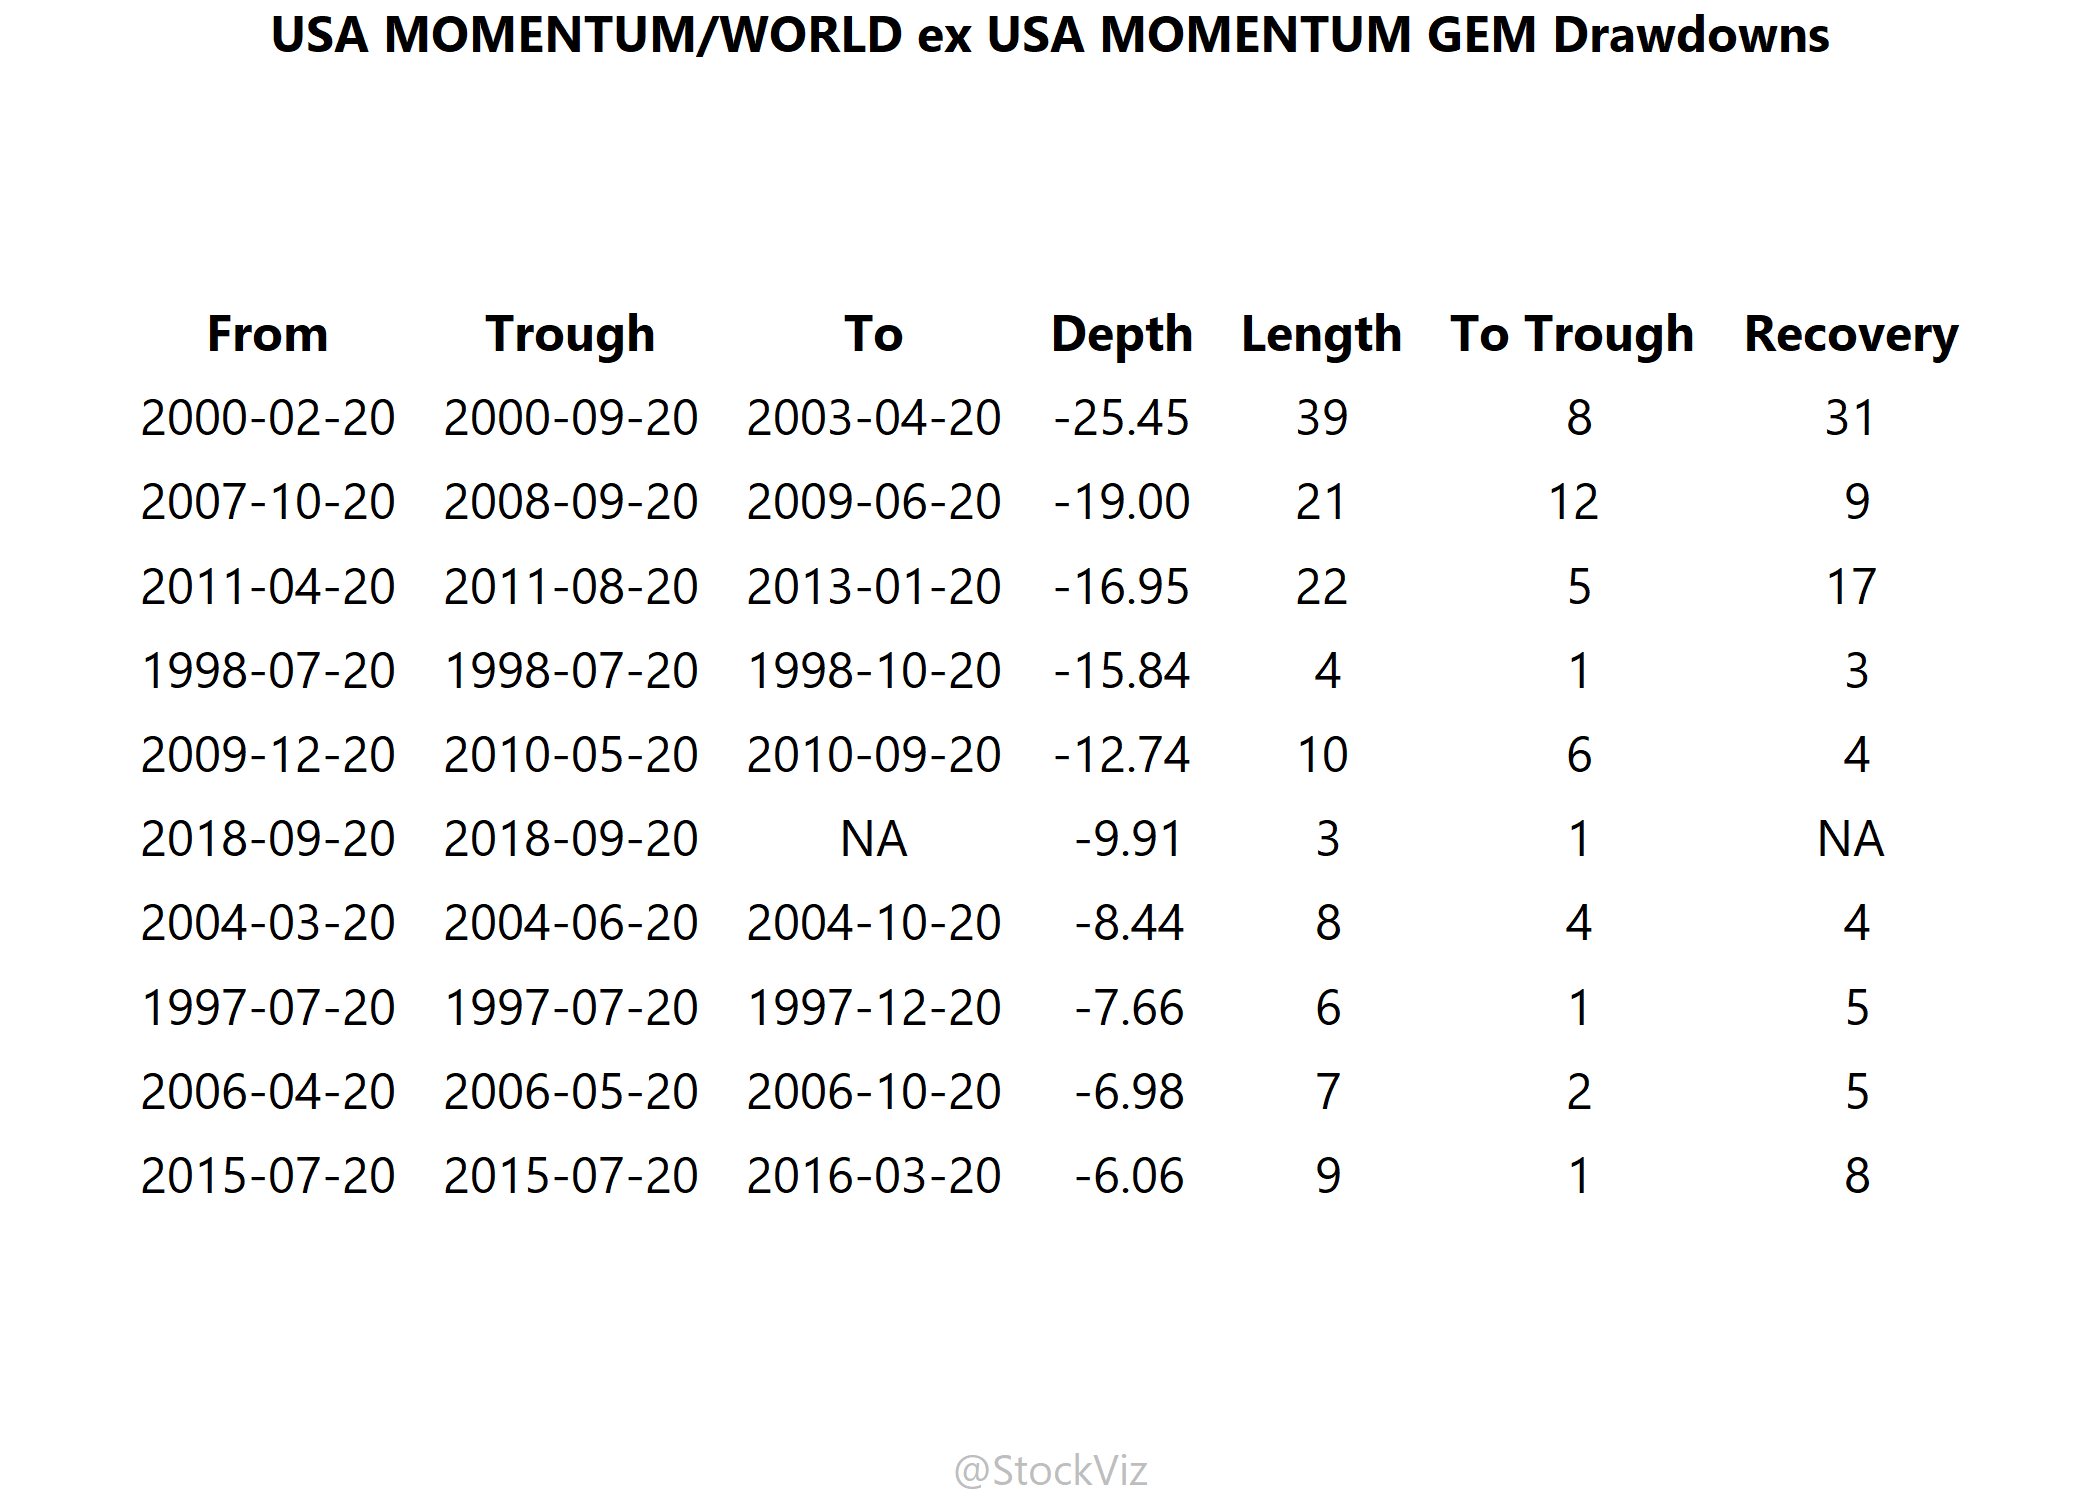 USA MOMENTUM/WORLD ex USA MOMENTUM GEM Drawdowns
From Trough To Depth Length To Trough Recovery
2000-02-20 2000-09-20 2003-04-20 -25.45 39 8 31
2007-10-20 2008-09-20 2009-06-20 -19.00 21 12 9
2011-04-20 2011-08-20 2013-01-20 -16.95 22 5 17
1998-07-20 1998-07-20 1998-10-20 -15.84 4 1 3
2009-12-20 2010-05-20 2010-09-20 -12.74 10 6 4
2018-09-20 2018-09-20 NA -9.91 3 1 NA
2004-03-20 2004-06-20 2004-10-20 -8.44 8 4 4
1997-07-20 1997-07-20 1997-12-20 -7.66 6 1 5
2006-04-20 2006-05-20 2006-10-20 -6.98 7 2 5
2015-07-20 2015-07-20 2016-03-20 -6.06 9 1 8
@StockViz